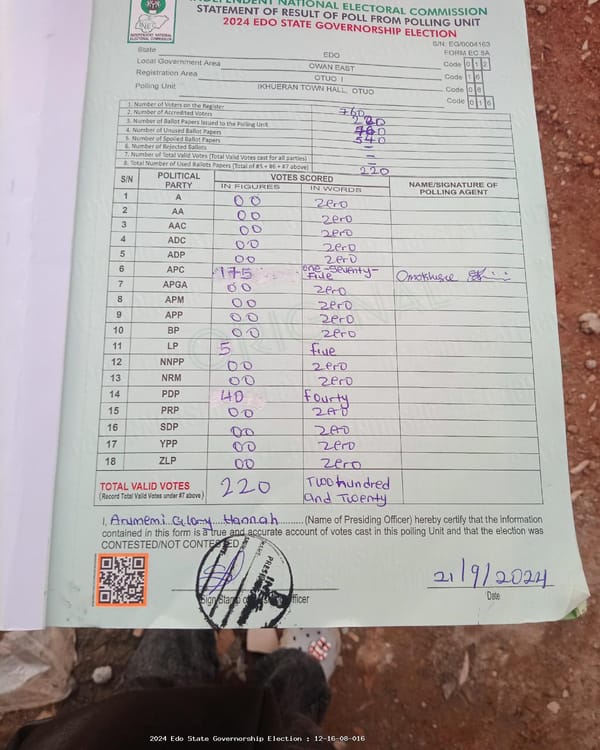 INDEPENDENT NATIONAL ELECTORAL COMMISSION
STATEMENT OF RESULT OF POLL FROM POLLING UNIT
2024 EDO STATE GOVERNORSHIP ELECTION
INEC
INDEPENDENT NATIONAL ELECTORAL COMMISSION
S/N: EG/0004163
FORM EC 8A
State EDO Code 0 1 2
Local Government Area OWAN EAST Code 1 6
Registration Area OTUO I Code 0 8
Polling Unit IKHUERAN TOWN HALL, OTUO Code 0 1 6
1. Number of Voters on the Register 760
2. Number of Accredited Voters 220
3. Number of Ballot Papers Issued to the Polling Unit 760
4. Number of Unused Ballot Papers 540
5. Number of Spoiled Ballot Papers –
6. Number of Rejected Ballots –
7. Number of Total Valid Votes (Total Valid Votes cast for all parties)
8. Total Number of Used Ballots Papers (Total of #5 + #6 + #7 above) 220
S/N POLITICAL PARTY VOTES SCORED NAME/SIGNATURE OF POLLING AGENT
IN FIGURES IN WORDS
1 A 00 Zero
2 AA 00 Zero
3 AAC 00 Zero
4 ADC 00 Zero
5 ADP 00 Zero
6 APC 175 one-seventy-five
7 APGA 00 Zero
8 APM 00 Zero
9 APP 00 Zero
10 BP 00 Zero
11 LP 5 five
12 NNPP 00 Zero
13 NRM 00 Zero
14 PDP 40 fourty
15 PRP 00 Zero
16 SDP 00 Zero
17 YPP 00 Zero
18 ZLP 00 Zero
ORIGINAL
TOTAL VALID VOTES 220 Two hundred and Twenty
(Record Total Valid Votes under #7 above)
I, Arumemi Glory Hannah (Name of Presiding Officer) hereby certify that the information
contained in this form is a true and accurate account of votes cast in this polling Unit and that the election was
CONTESTED/NOT CONTESTED
21/9/2024
Date
2024 Edo State Governorship Election : 12-16-08-016